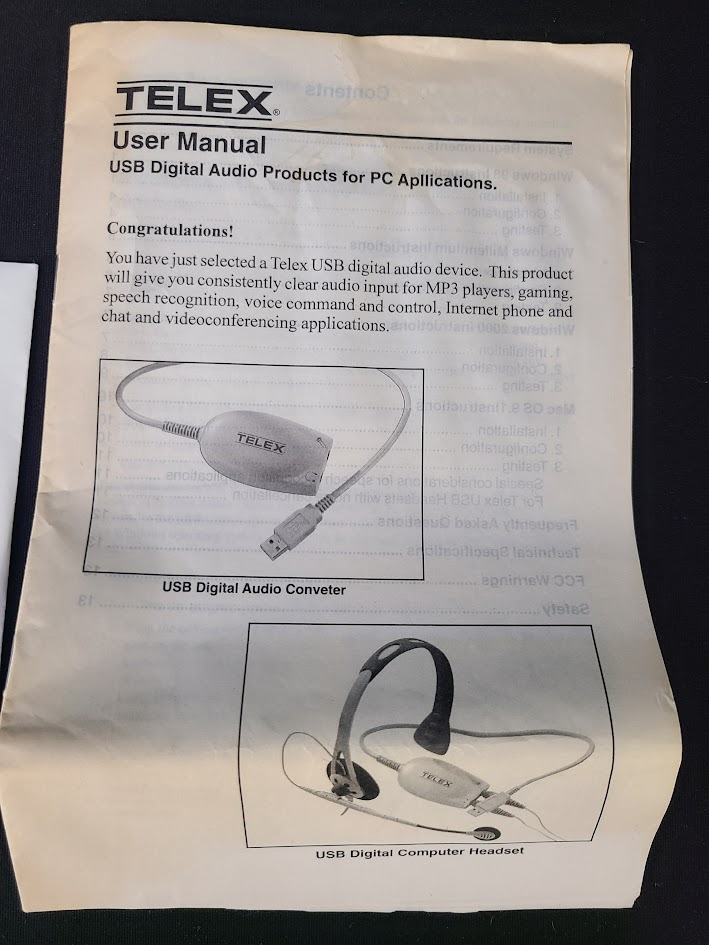 TELEX®
User Manual
USB Digital Audio Products for PC Apllications.
Congratulations!
You have just selected a Telex USB digital audio device. This product
will give you consistently clear audio input for MP3 players, gaming,
speech recognition, voice command and control, Internet phone and
chat and videoconferencing applications.
TELEX
USB Digital Audio Conveter
TELEX
USB Digital Computer Headset